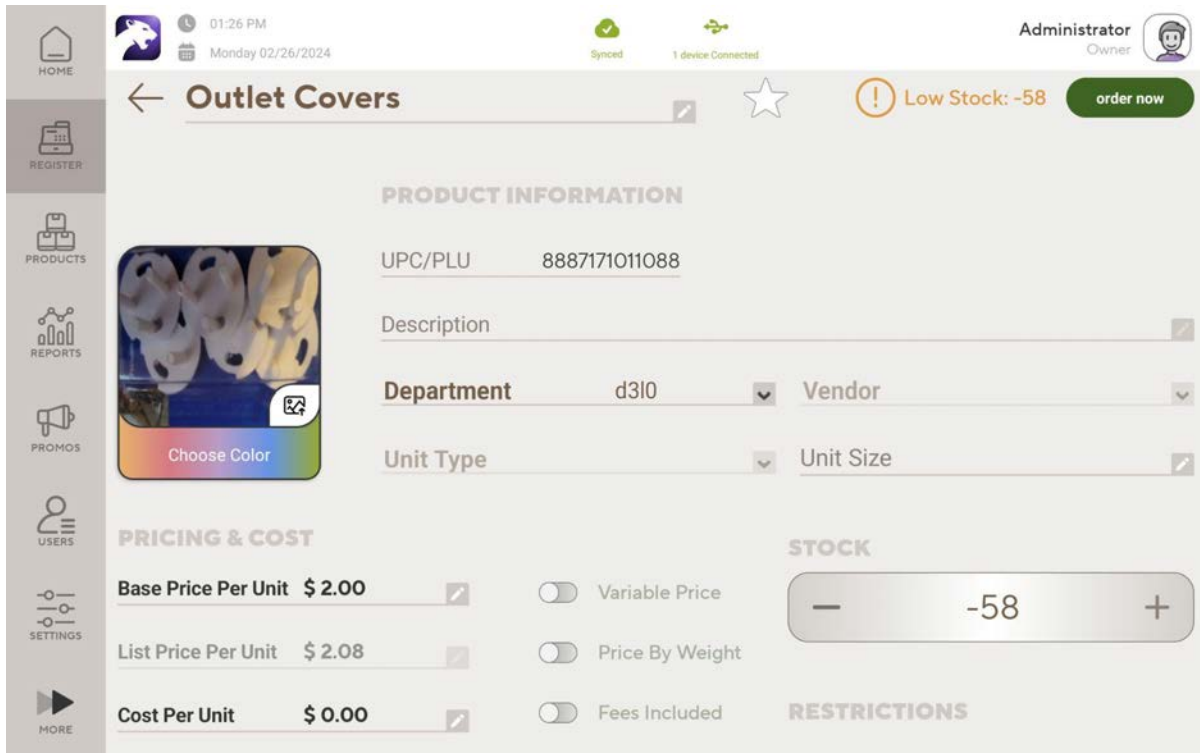 01:26 PM
Monday 02/26/2024
Synced
1 device Connected
Administrator
Owner
HOME
REGISTER
PRODUCTS
REPORTS
PROMOS
USERS
SETTINGS
MORE
Outlet Covers
Low Stock: -58
order now
PRODUCT INFORMATION
UPC/PLU 8887171011088
Description
Department d3l0 Vendor
Unit Type Unit Size
Choose Color
PRICING & COST
Base Price Per Unit $ 2.00
List Price Per Unit $ 2.08
Cost Per Unit $ 0.00
Variable Price
Price By Weight
Fees Included
STOCK
-58
RESTRICTIONS